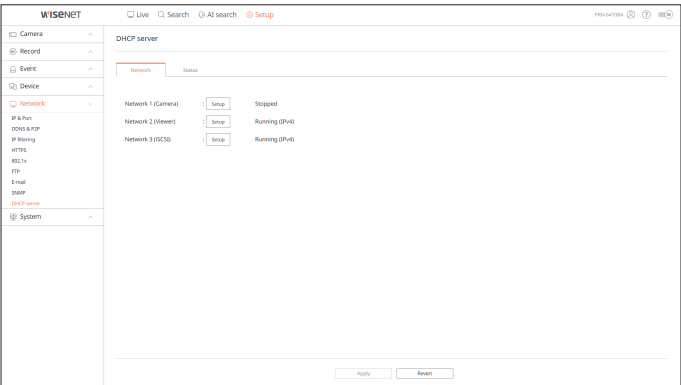 WISENET
Live Search AI search Setup
PRN-6410B4
Camera
Record
Event
Device
Network
IP & Port
DDNS & P2P
IP filtering
HTTPS
802.1x
FTP
E-mail
SNMP
DHCP server
System
DHCP server
Network Status
Network 1 (Camera) : Setup Stopped
Network 2 (Viewer) : Setup Running (IPv4)
Network 3 (iSCSI) : Setup Running (IPv4)
Apply Revert